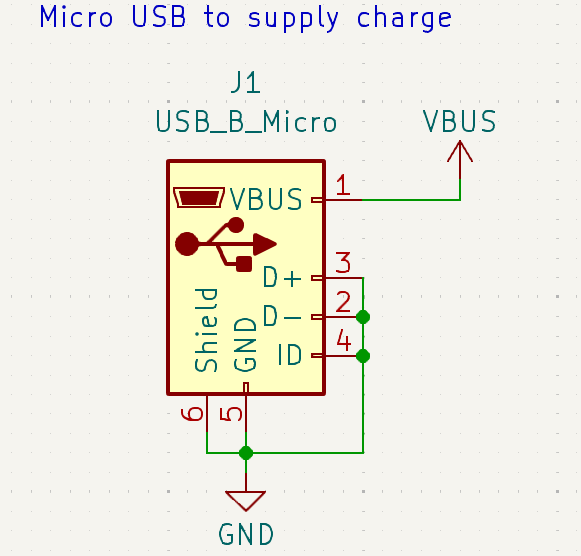 Micro USB to supply charge
J1
USB_B_Micro
VBUS
VBUS
1
D+
3
D-
2
ID
4
Shield
GND
6
5
GND